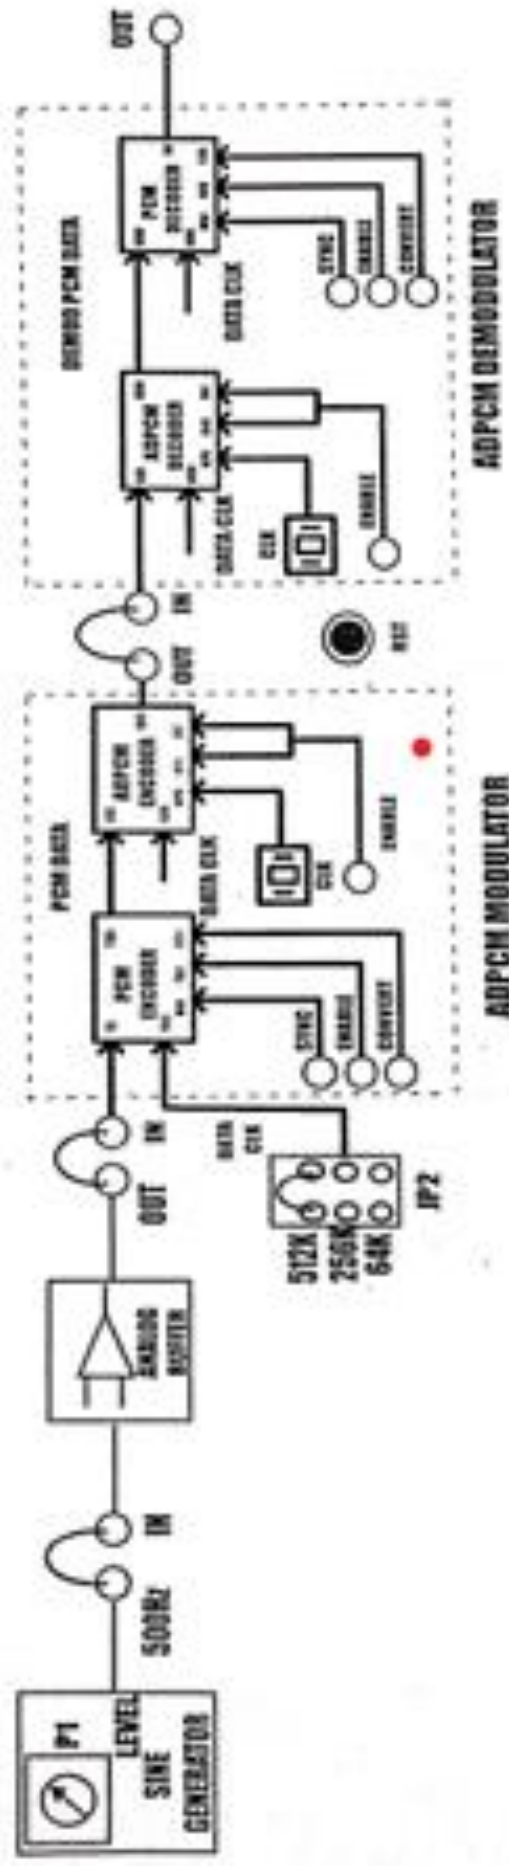 P1
LEVEL
SINE
GENERATOR
500Hz
IN
ANALOG
BUFFER
OUT
IN
512K
256K
64K
JP2
DATA
CLK
PCM DATA
PCM
ENCODER
SYNC
ENABLE
CONVERT
DATA CLK
ADPCM
ENCODER
CLK
ENABLE
ADPCM MODULATOR
OUT
IN
RST
DEMOD PCM DATA
ADPCM
DECODER
DATA CLK
CLK
ENABLE
PCM
DECODER
DATA CLK
SYNC
ENABLE
CONVERT
ADPCM DEMODULATOR
OUT